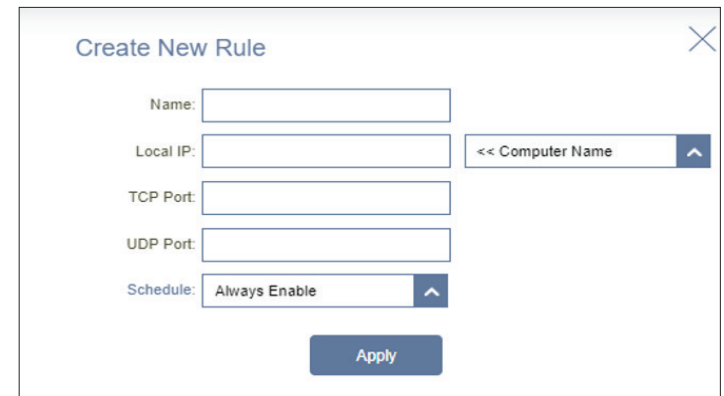 Create New Rule
Name:
Local IP: << Computer Name
TCP Port:
UDP Port:
Schedule: Always Enable
Apply